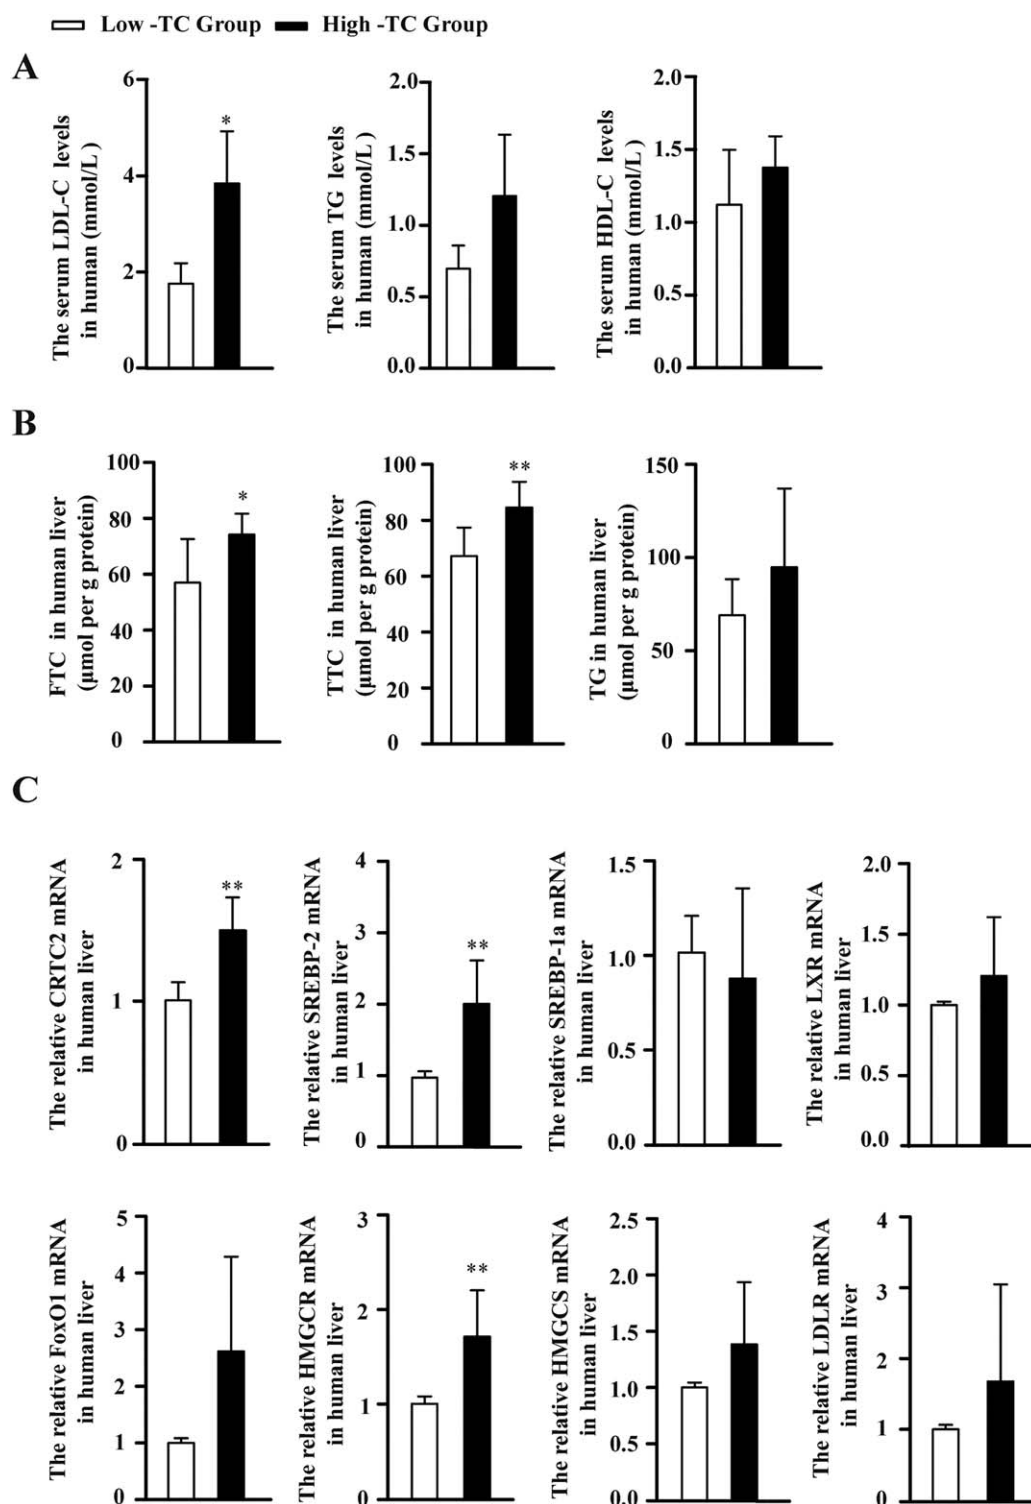 Low -TC Group High -TC Group
A
The serum LDL-C levels
in human (mmol/L )
6
4
2
0
*
The serum TG levels
in human (mmol/L )
2.0
1.5
1.0
0.5
0.0
The serum HDL-C levels
in human (mmol/L )
2.0
1.5
1.0
0.5
0.0
B
FTC in human liver
(μmol per g protein)
100
80
60
40
20
0
*
TTC in human liver
(μmol per g protein)
100
80
60
40
20
0
**
TG in human liver
(μmol per g protein)
150
100
50
0
C
The relative CRTC2 mRNA
in human liver
2
1
0
**
The relative SREBP-2 mRNA
in human liver
4
3
2
1
0
**
The relative SREBP-1a mRNA
in human liver
1.5
1.0
0.5
0.0
The relative LXR mRNA
in human liver
2.0
1.5
1.0
0.5
0.0
The relative FoxO1 mRNA
in human liver
5
4
3
2
1
0
The relative HMGCR mRNA
in human liver
3
2
1
0
**
The relative HMGCS mRNA
in human liver
2.5
2.0
1.5
1.0
0.5
0.0
The relative LDLR mRNA
in human liver
4
3
2
1
0